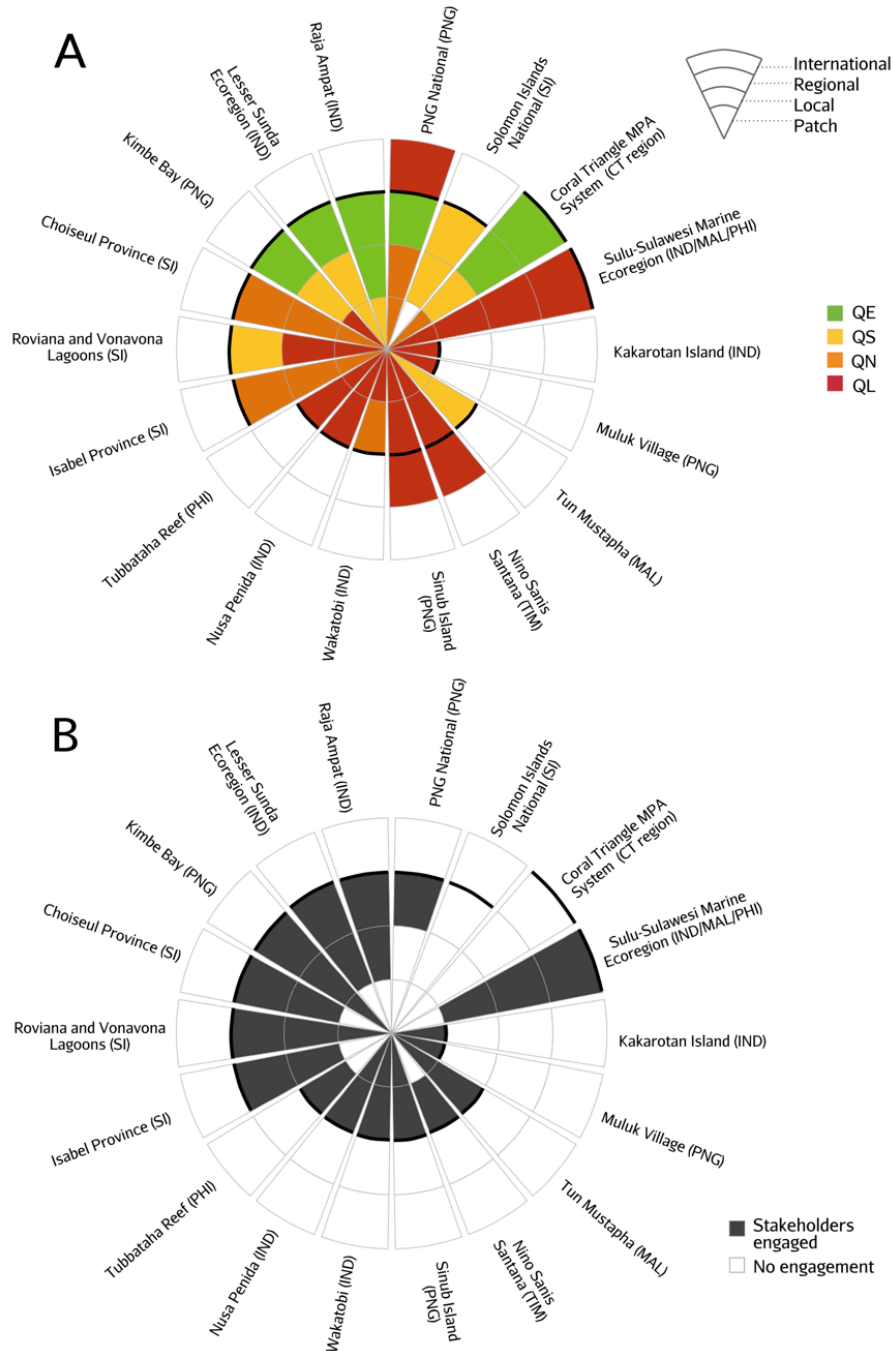 A
International
Regional
Local
Patch
Lesser Sunda
Ecoregion (IND)
Raja Ampat (IND)
PNG National (PNG)
Solomon Islands
National (SI)
Coral Triangle MPA
System (CT region)
Sulu-Sulawesi Marine
Ecoregion (IND/MAL/PHI)
Kakarotan Island (IND)
Muluk Village (PNG)
Tun Mustapha (MAL)
Nino Sanis
Santana (TIM)
Sinub Island
(PNG)
Wakatobi (IND)
Nusa Penida (IND)
Tubbataha Reef (PHI)
Isabel Province (SI)
Roviana and Vonavona
Lagoons (SI)
Choiseul Province (SI)
Kimbe Bay (PNG)
QE
QS
QN
QL
B
Lesser Sunda
Ecoregion (IND)
Raja Ampat (IND)
PNG National (PNG)
Solomon Islands
National (SI)
Coral Triangle MPA
System (CT region)
Sulu-Sulawesi Marine
Ecoregion (IND/MAL/PHI)
Kakarotan Island (IND)
Muluk Village (PNG)
Tun Mustapha (MAL)
Nino Sanis
Santana (TIM)
Sinub Island
(PNG)
Wakatobi (IND)
Nusa Penida (IND)
Tubbataha Reef (PHI)
Isabel Province (SI)
Roviana and Vonavona
Lagoons (SI)
Choiseul Province (SI)
Kimbe Bay (PNG)
Stakeholders
engaged
No engagement